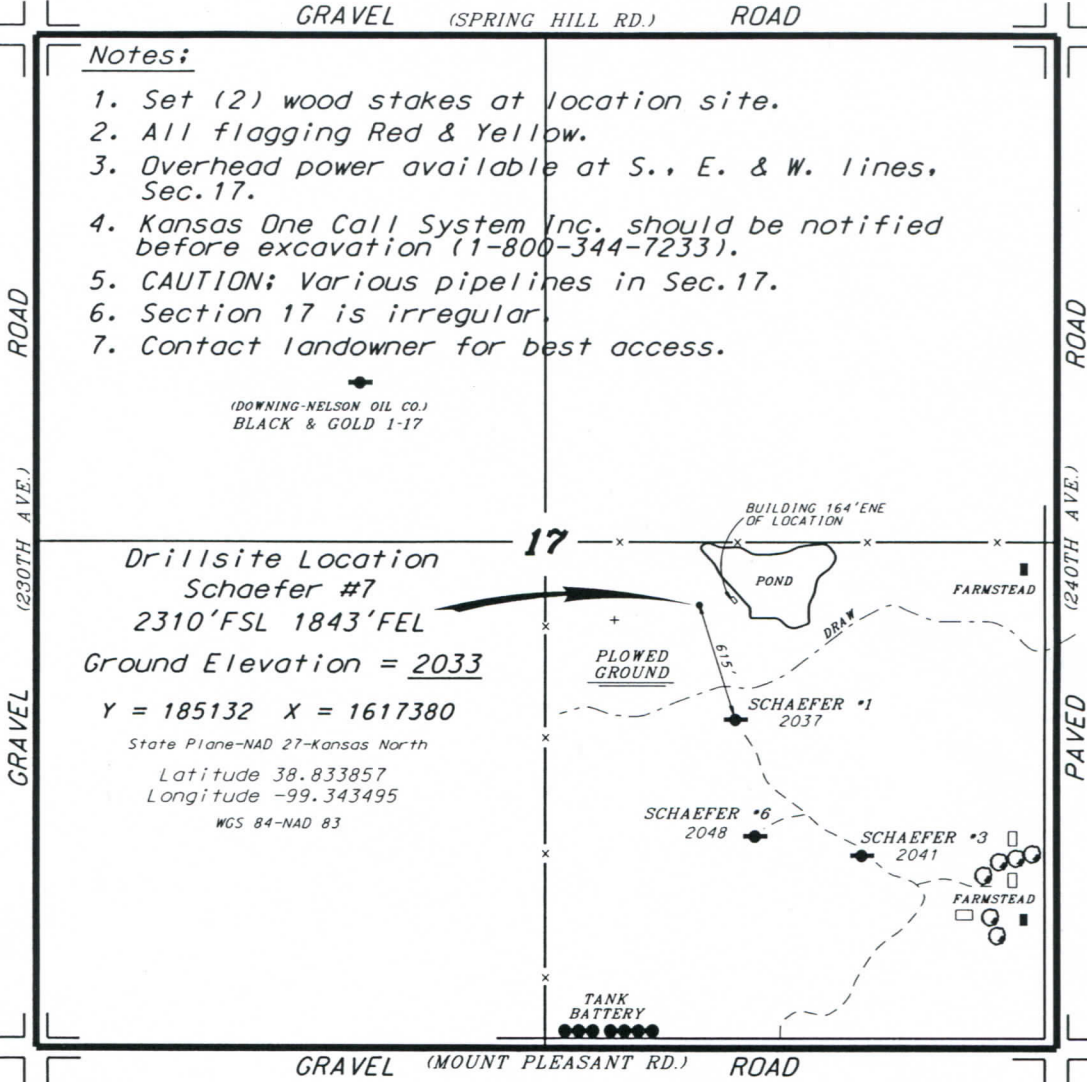 GRAVEL (SPRING HILL RD.) ROAD
Notes:
1. Set (2) wood stakes at location site.
2. All flagging Red & Yellow.
3. Overhead power available at S., E. & W. lines,
Sec.17.
4. Kansas One Call System Inc. should be notified
before excavation (1-800-344-7233).
5. CAUTION: Various pipelines in Sec.17.
6. Section 17 is irregular.
7. Contact landowner for best access.
(DOWNING-NELSON OIL CO.)
BLACK & GOLD 1-17
GRAVEL (230TH AVE.) ROAD
PAVED (240TH AVE.) ROAD
17
BUILDING 164'ENE
OF LOCATION
POND
FARMSTEAD
DRAW
Drillsite Location
Schaefer #7
2310'FSL 1843'FEL
Ground Elevation = 2033
Y = 185132 X = 1617380
State Plane-NAD 27-Kansas North
Latitude 38.833857
Longitude -99.343495
WGS 84-NAD 83
PLOWED
GROUND
615'
SCHAEFER #1
2037
SCHAEFER #6
2048
SCHAEFER #3
2041
FARMSTEAD
TANK
BATTERY
GRAVEL (MOUNT PLEASANT RD.) ROAD